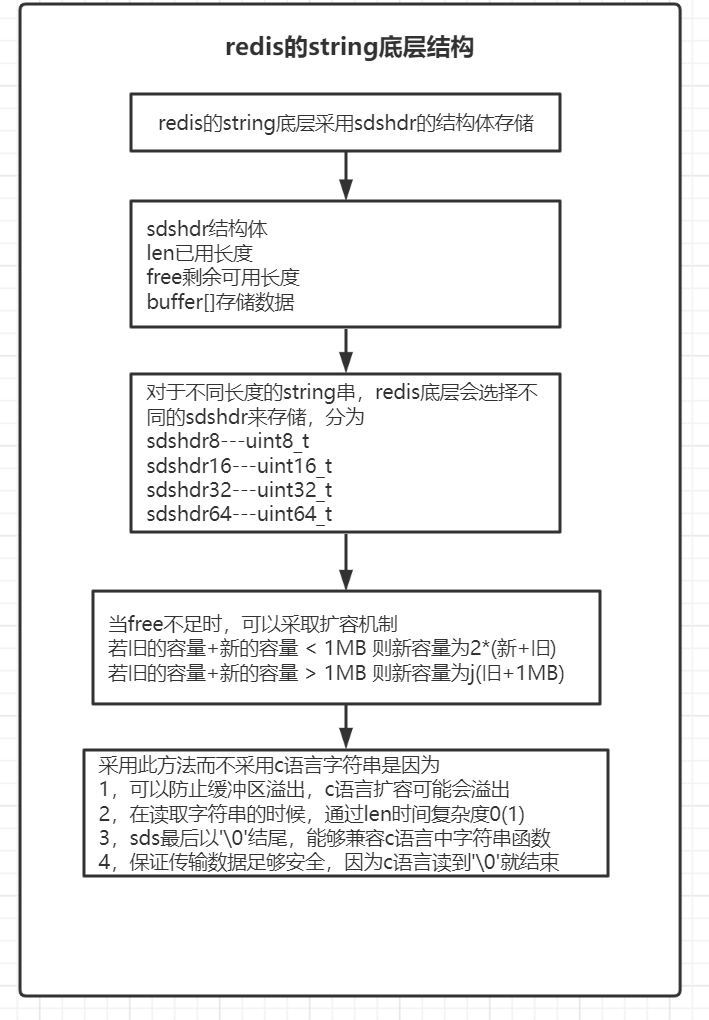 redis的string底层结构
redis的string底层采用sdshdr的结构体存储
sdshdr结构体
len已用长度
free剩余可用长度
buffer[]存储数据
对于不同长度的string串，redis底层会选择不
同的sdshdr来存储，分为
sdshdr8---uint8_t
sdshdr16---uint16_t
sdshdr32---uint32_t
sdshdr64---uint64_t
当free不足时，可以采取扩容机制
若旧的容量+新的容量 < 1MB 则新容量为2*(新+旧)
若旧的容量+新的容量 > 1MB 则新容量为j(旧+1MB)
采用此方法而不采用c语言字符串是因为
1，可以防止缓冲区溢出，c语言扩容可能会溢出
2，在读取字符串的时候，通过len时间复杂度0(1)
3，sds最后以'\0'结尾，能够兼容c语言中字符串函数
4，保证传输数据足够安全，因为c语言读到'\0'就结束